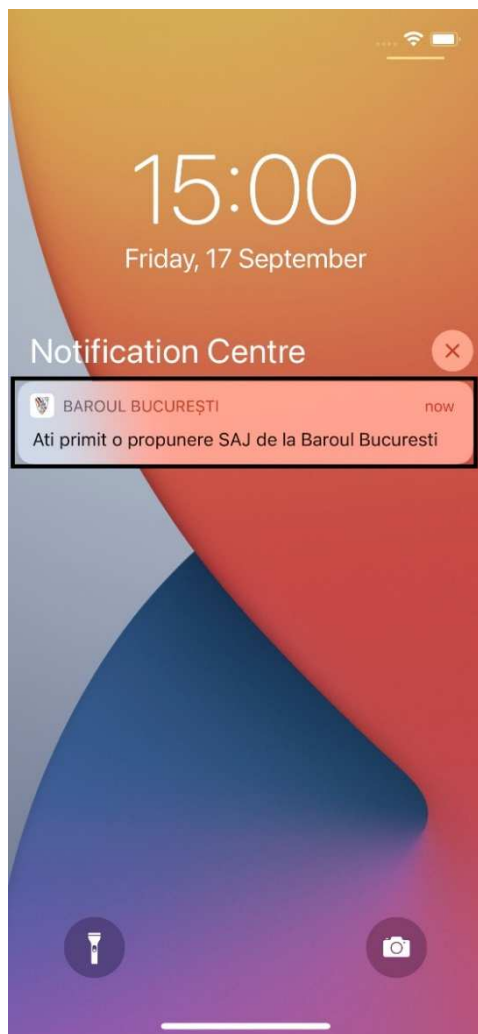 15:00
Friday, 17 September
Notification Centre
BAROUL BUCUREȘTI now
Ati primit o propunere SAJ de la Baroul Bucuresti